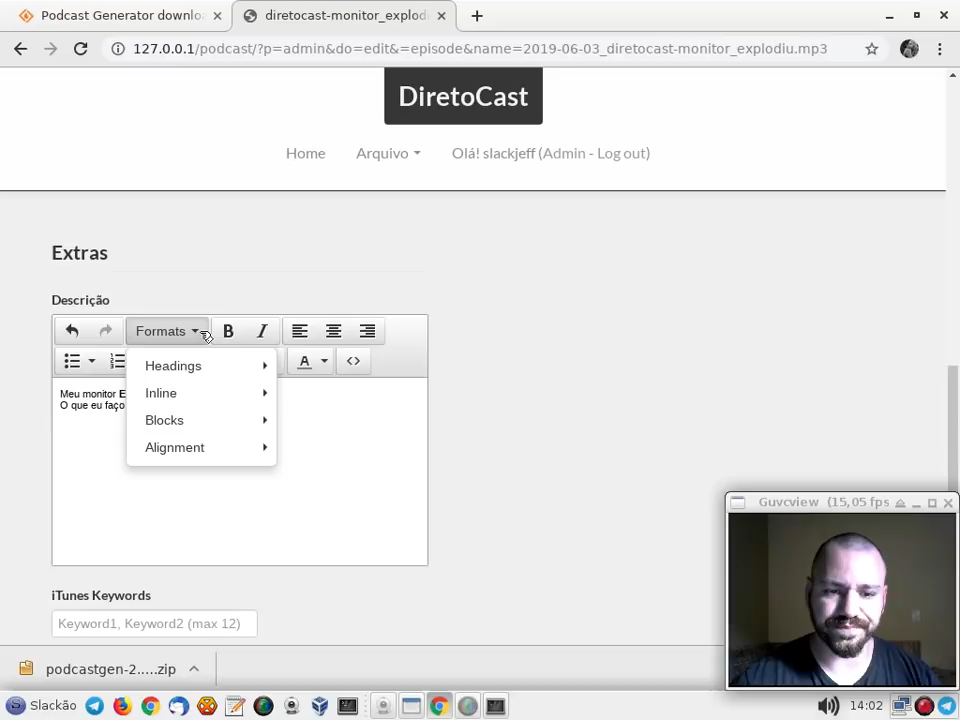 Podcast Generator downlo
diretocast-monitor_explodi
127.0.0.1/podcast/?p=admin&do=edit&=episode&name=2019-06-03_diretocast-monitor_explodiu.mp3
DiretoCast
Home Arquivo Olá! slackjeff (Admin - Log out)
Extras
Descrição
Formats B I
A <>
Headings
Meu monitor E
Inline
O que eu faço
Blocks
Alignment
Guvcview (15,05 fps
iTunes Keywords
Keyword1, Keyword2 (max 12)
podcastgen-2.....zip
Slackão 14:02